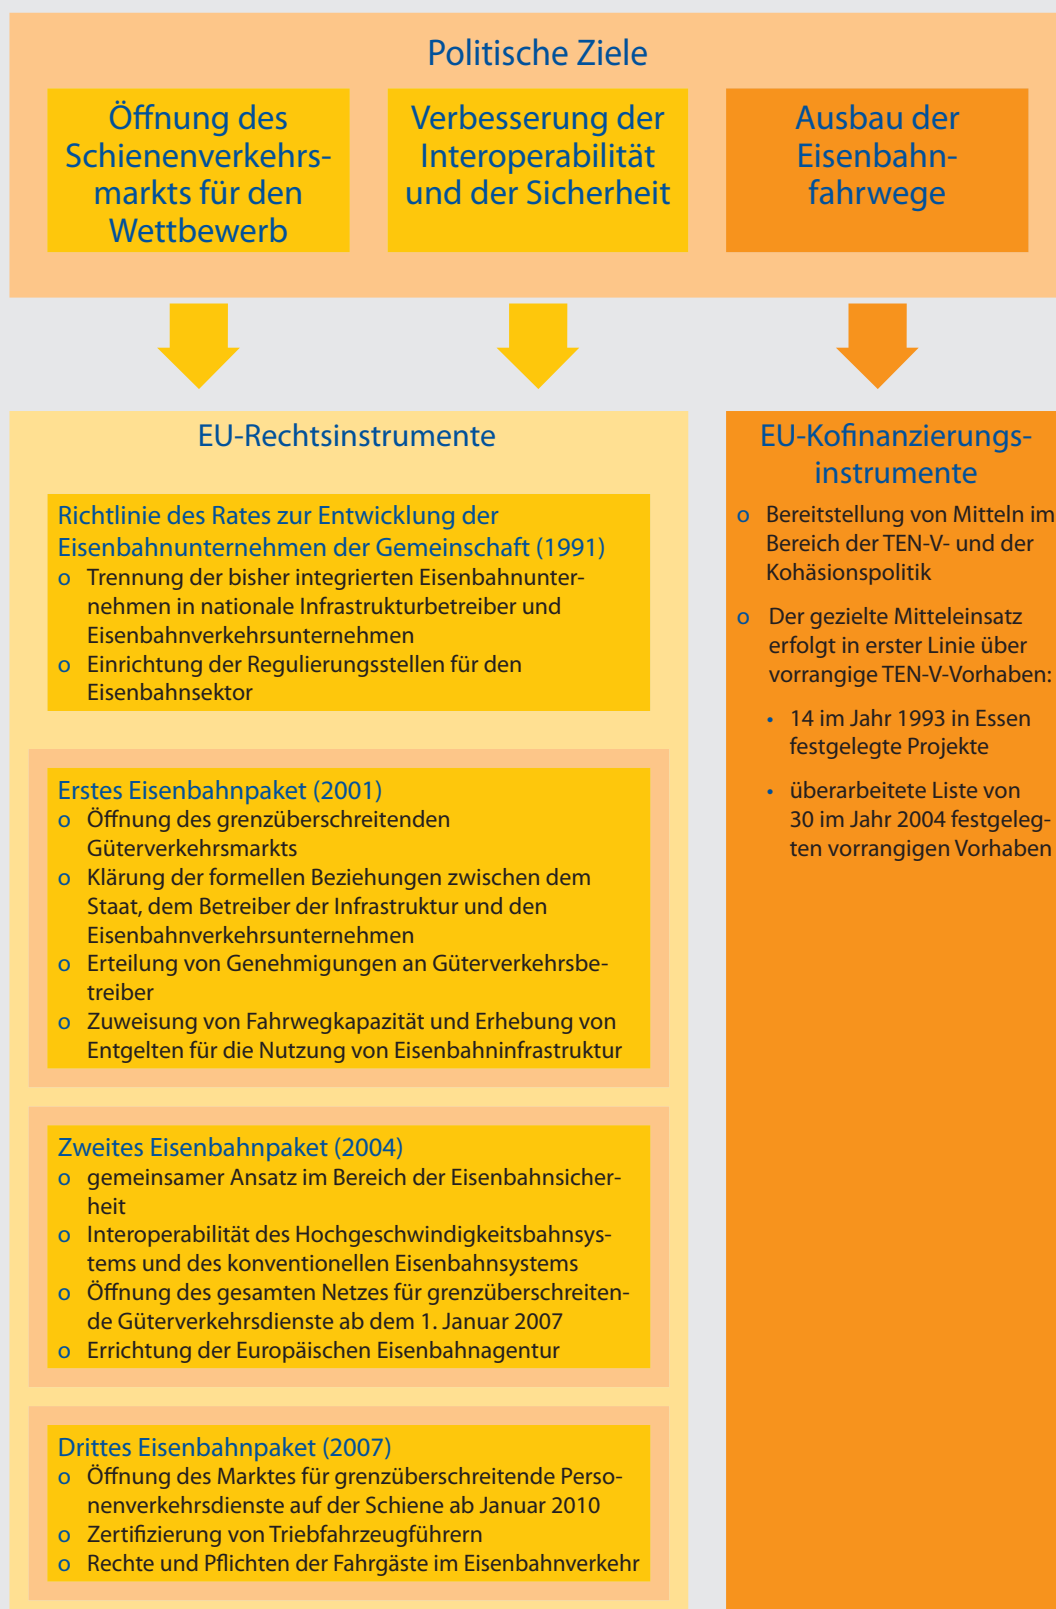 Politische Ziele
Öffnung des
Schienenverkehrs-
markts für den
Wettbewerb
Verbesserung der
Interoperabilität
und der Sicherheit
Ausbau der
Eisenbahn-
fahrwege
EU-Rechtsinstrumente
Richtlinie des Rates zur Entwicklung der
Eisenbahnunternehmen der Gemeinschaft (1991)
o Trennung der bisher integrierten Eisenbahnunter-
nehmen in nationale Infrastrukturbetreiber und
Eisenbahnverkehrsunternehmen
o Einrichtung der Regulierungsstellen für den
Eisenbahnsektor
Erstes Eisenbahnpaket (2001)
o Öffnung des grenzüberschreitenden
Güterverkehrsmarkts
o Klärung der formellen Beziehungen zwischen dem
Staat, dem Betreiber der Infrastruktur und den
Eisenbahnverkehrsunternehmen
o Erteilung von Genehmigungen an Güterverkehrsbe-
treiber
o Zuweisung von Fahrwegkapazität und Erhebung von
Entgelten für die Nutzung von Eisenbahninfrastruktur
Zweites Eisenbahnpaket (2004)
o gemeinsamer Ansatz im Bereich der Eisenbahnsicher-
heit
o Interoperabilität des Hochgeschwindigkeitsbahnsys-
tems und des konventionellen Eisenbahnsystems
o Öffnung des gesamten Netzes für grenzüberschreiten-
de Güterverkehrsdienste ab dem 1. Januar 2007
o Errichtung der Europäischen Eisenbahnagentur
Drittes Eisenbahnpaket (2007)
o Öffnung des Marktes für grenzüberschreitende Perso-
nenverkehrsdienste auf der Schiene ab Januar 2010
o Zertifizierung von Triebfahrzeugführern
o Rechte und Pflichten der Fahrgäste im Eisenbahnverkehr
EU-Kofinanzierungs-
instrumente
o Bereitstellung von Mitteln im
Bereich der TEN-V- und der
Kohäsionspolitik
o Der gezielte Mitteleinsatz
erfolgt in erster Linie über
vorrangige TEN-V-Vorhaben:
• 14 im Jahr 1993 in Essen
festgelegte Projekte
• überarbeitete Liste von
30 im Jahr 2004 festgeleg-
ten vorrangigen Vorhaben